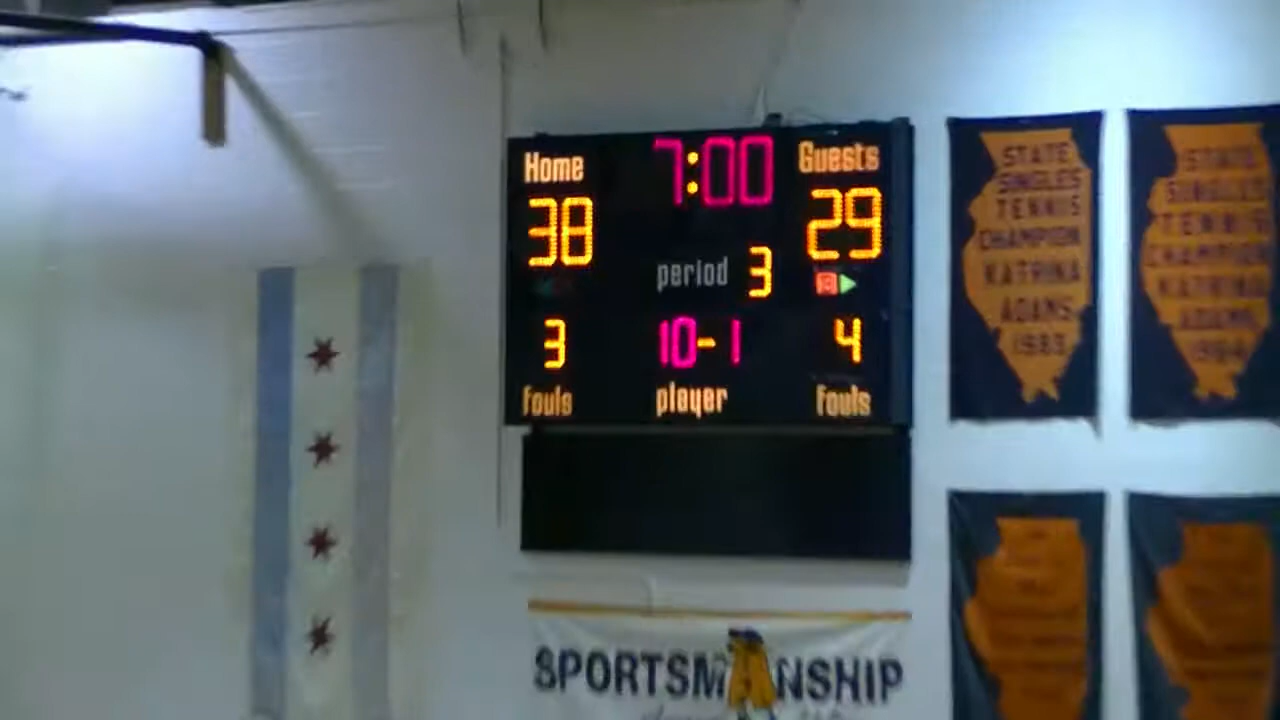 Home 7:00 Guests
38 29
period 3
3 10-1 4
fouls player fouls
SPORTSMANSHIP
STATE
SINGLES
TENNIS
CHAMPION
KATRINA
ADAMS
1983
STATE
SINGLES
TENNIS
CHAMPION
KATRINA
ADAMS
1984